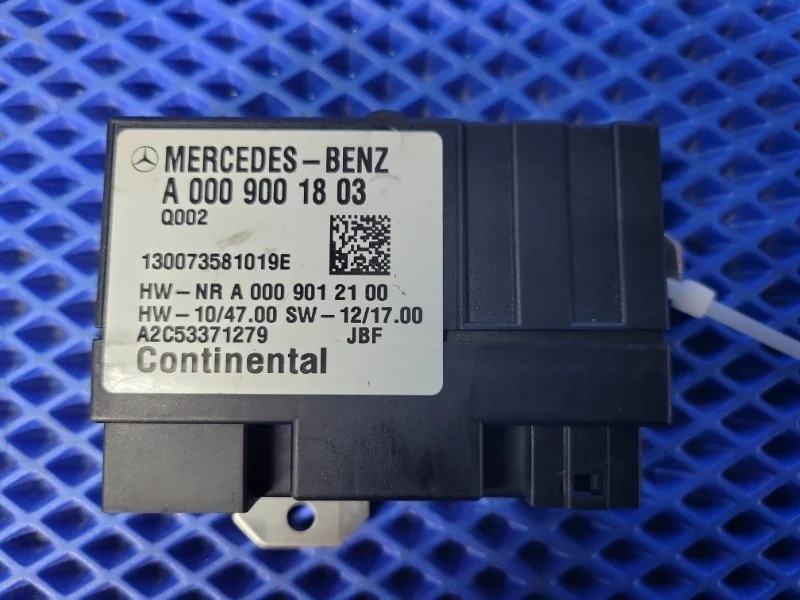 MERCEDES-BENZ
A 000 900 18 03
Q002
130073581019E
HW-NR A 000 901 21 00
HW-10/47.00 SW-12/17.00
A2C53371279 JBF
Continental